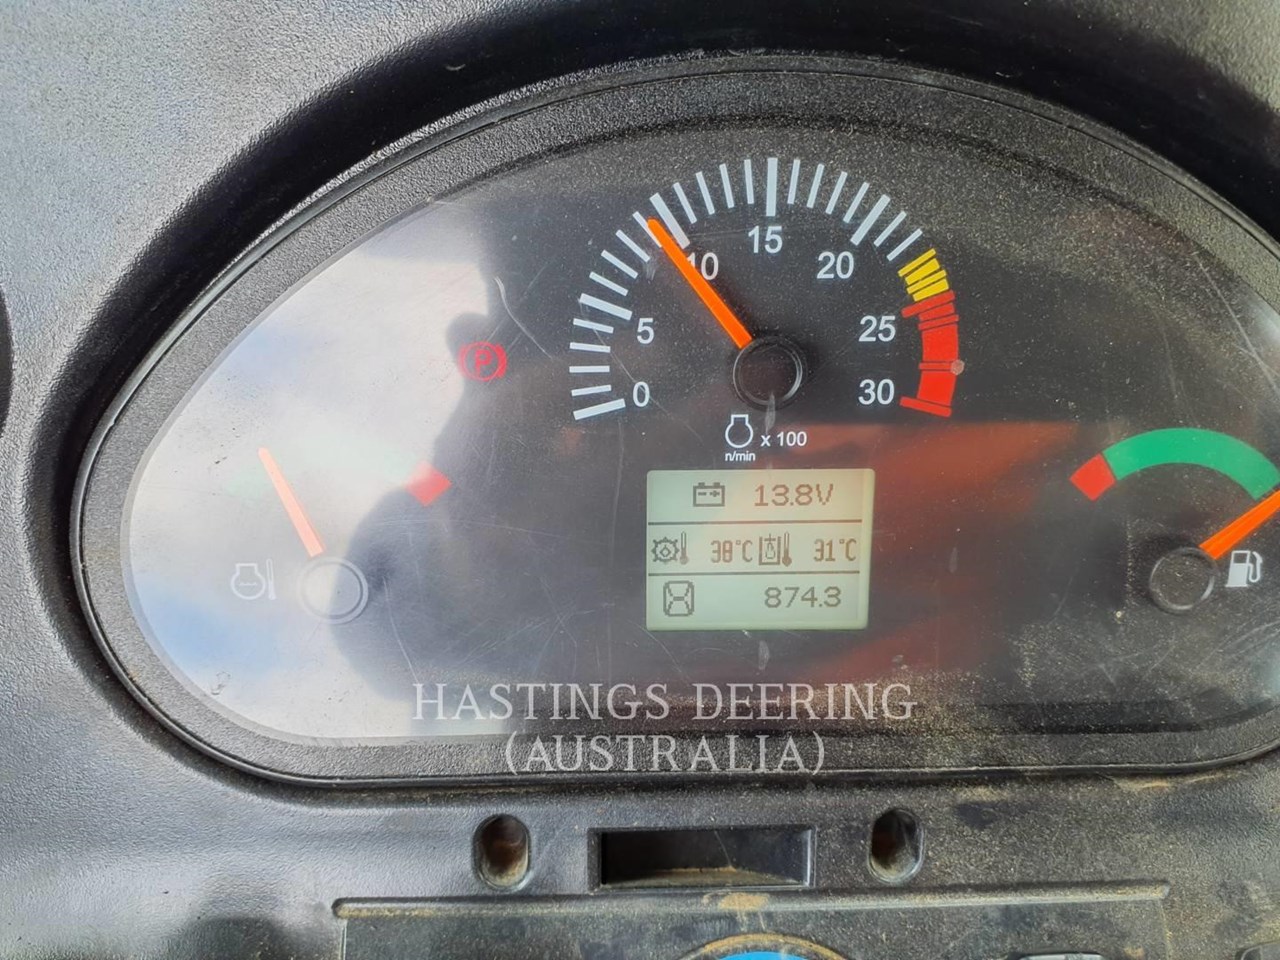 15
10
20
5
25
0
30
P
x 100
n/min
13.8V
38°C 31°C
874.3
HASTINGS DEERING
(AUSTRALIA)